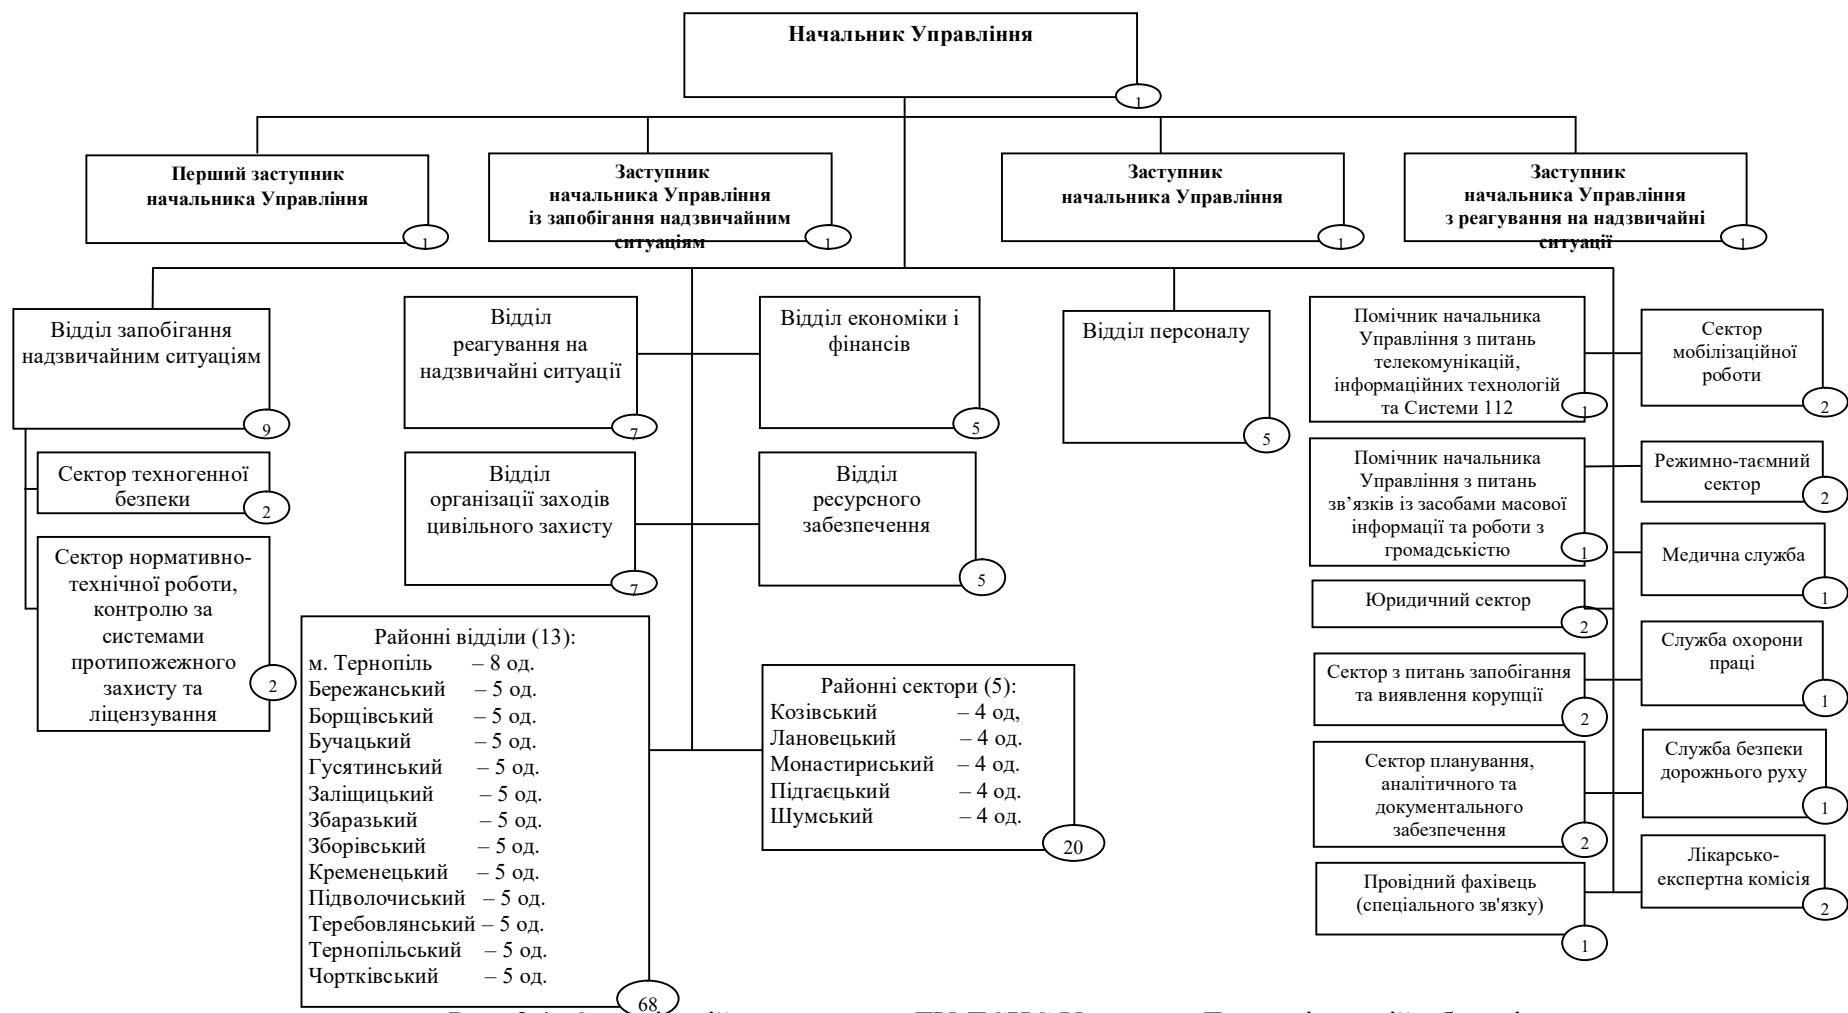 Начальник Управління
1
Перший заступник
начальника Управління
1
Заступник
начальника Управління
із запобігання надзвичайним
ситуаціям
1
Заступник
начальника Управління
1
Заступник
начальника Управління
з реагування на надзвичайні
ситуації
1
Відділ запобігання
надзвичайним ситуаціям
9
Сектор техногенної
безпеки
2
Сектор нормативно-
технічної роботи,
контролю за
системами
протипожежного
захисту та
ліцензування
2
Відділ
реагування на
надзвичайні ситуації
7
Відділ економіки і
фінансів
5
Відділ
організації заходів
цивільного захисту
7
Відділ
ресурсного
забезпечення
5
Районні відділи (13):
м. Тернопіль – 8 од.
Бережанський – 5 од.
Борщівський – 5 од.
Бучацький – 5 од.
Гусятинський – 5 од.
Заліщицький – 5 од.
Збаразький – 5 од.
Зборівський – 5 од.
Кременецький – 5 од.
Підволочиський – 5 од.
Теребовлянський – 5 од.
Тернопільський – 5 од.
Чортківський – 5 од.
68
Районні сектори (5):
Козівський – 4 од,
Лановецький – 4 од.
Монастириський – 4 од.
Підгаєцький – 4 од.
Шумський – 4 од.
20
Відділ персоналу
5
Помічник начальника
Управління з питань
телекомунікацій,
інформаційних технологій
та Системи 112
1
Помічник начальника
Управління з питань
зв’язків із засобами масової
інформації та роботи з
громадськістю
1
Юридичний сектор
2
Сектор з питань запобігання
та виявлення корупції
2
Сектор планування,
аналітичного та
документального
забезпечення
2
Провідний фахівець
(спеціального зв'язку)
1
Сектор
мобілізаційної
роботи
2
Режимно-таємний
сектор
2
Медична служба
1
Служба охорони
праці
1
Служба безпеки
дорожнього руху
1
Лікарсько-
експертна комісія
2